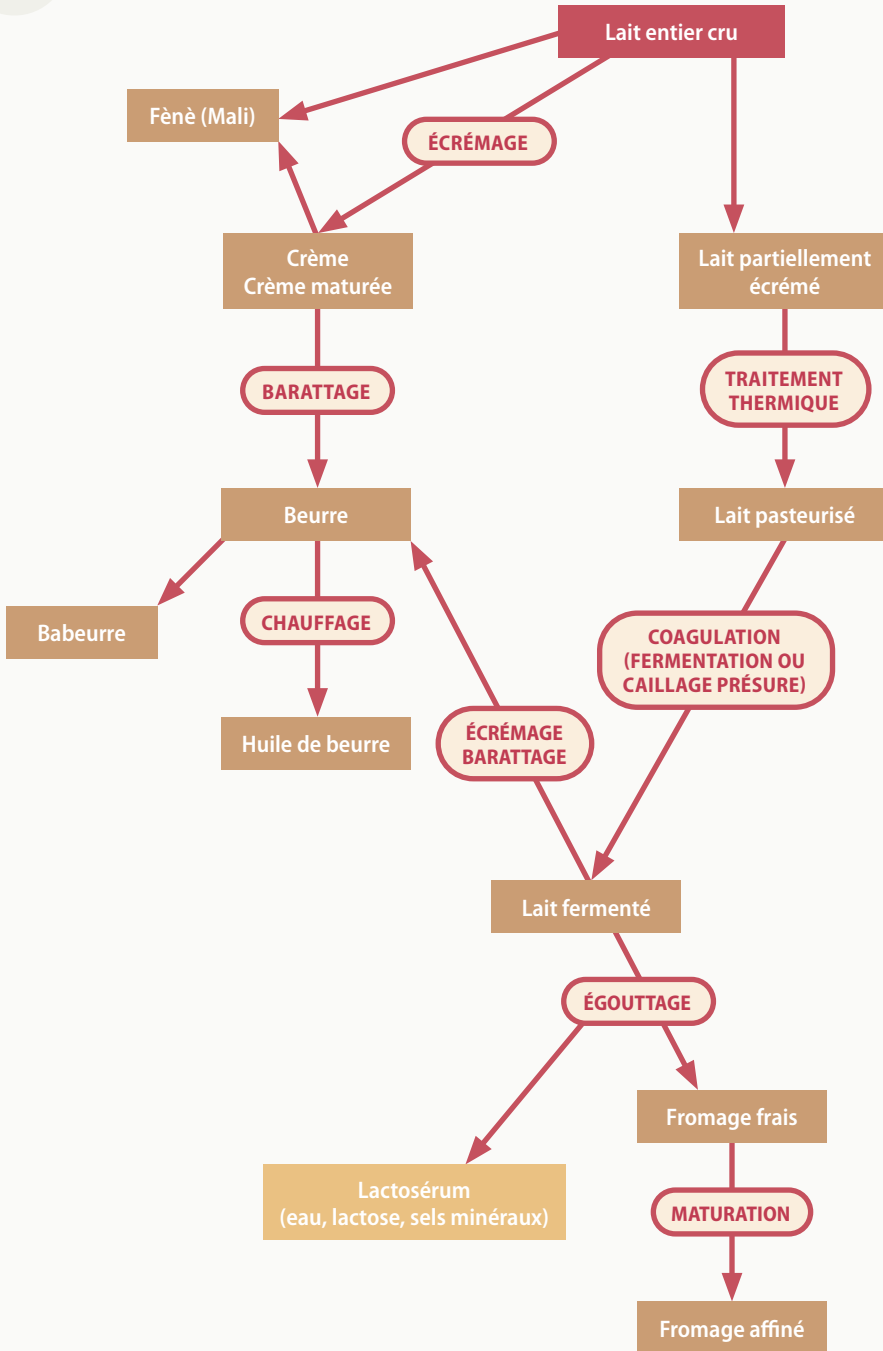 Lait entier cru
Fènè (Mali)
ÉCRÉMAGE
Crème
Crème maturée
Lait partiellement
écrémé
BARATTAGE
TRAITEMENT
THERMIQUE
Beurre
Lait pasteurisé
Babeurre
CHAUFFAGE
COAGULATION
(FERMENTATION OU
CAILLAGE PRÉSURE)
Huile de beurre
ÉCRÉMAGE
BARATTAGE
Lait fermenté
ÉGOUTTAGE
Fromage frais
Lactosérum
(eau, lactose, sels minéraux)
MATURATION
Fromage affiné